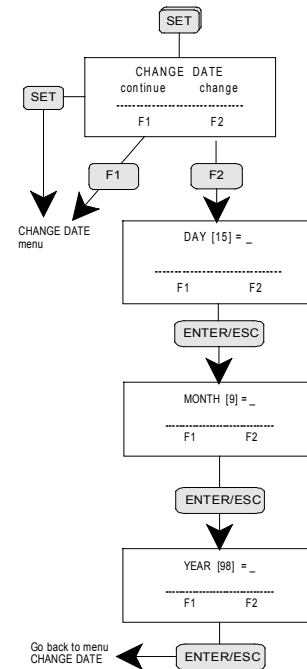 SET
CHANGE DATE
continue change
F1 F2
SET
F1
F2
CHANGE DATE
menu
DAY [15] = _
F1 F2
ENTER/ESC
MONTH [9] = _
F1 F2
ENTER/ESC
YEAR [98] = _
F1 F2
Go back to menu
CHANGE DATE
ENTER/ESC